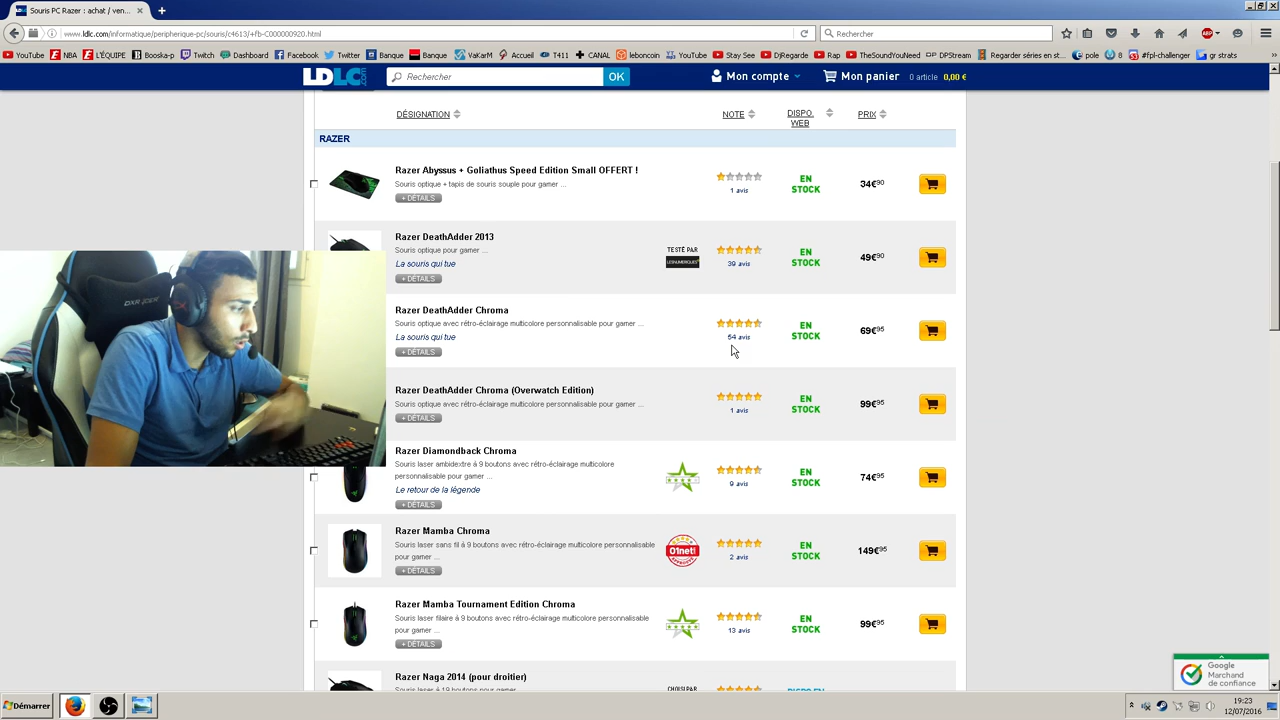 Souris PC Razer : achat / ven...
www.ldlc.com/informatique/peripherique-pc/souris/c4613/+fb-C000000920.html
Rechercher
YouTube NBA L'ÉQUIPE Booska-p Twitch Dashboard Facebook Twitter Banque Banque VaKarM Accueil T411 CANAL leboncoin YouTube Stay See DjRegarde Rap TheSoundYouNeed DPStream Regarder séries en st... pole 8 #fpl-challenger gr strats
LDLC.com Rechercher OK Mon compte Mon panier 0 article 0,00 €
DÉSIGNATION NOTE DISPO. WEB PRIX
RAZER
Razer Abyssus + Goliathus Speed Edition Small OFFERT !
Souris optique + tapis de souris souple pour gamer ...
+ DÉTAILS
1 avis
EN STOCK
34€90
Razer DeathAdder 2013
Souris optique pour gamer ...
La souris qui tue
+ DÉTAILS
TESTÉ PAR
LESNUMERIQUES
39 avis
EN STOCK
49€90
Razer DeathAdder Chroma
Souris optique avec rétro-éclairage multicolore personnalisable pour gamer ...
La souris qui tue
+ DÉTAILS
54 avis
EN STOCK
69€95
Razer DeathAdder Chroma (Overwatch Edition)
Souris optique avec rétro-éclairage multicolore personnalisable pour gamer ...
+ DÉTAILS
1 avis
EN STOCK
99€95
Razer Diamondback Chroma
Souris laser ambidextre à 9 boutons avec rétro-éclairage multicolore
personnalisable pour gamer ...
Le retour de la légende
+ DÉTAILS
9 avis
EN STOCK
74€95
Razer Mamba Chroma
Souris laser sans fil à 9 boutons avec rétro-éclairage multicolore personnalisable
pour gamer ...
+ DÉTAILS
01net!
2 avis
EN STOCK
149€95
Razer Mamba Tournament Edition Chroma
Souris laser filaire à 9 boutons avec rétro-éclairage multicolore personnalisable
pour gamer ...
+ DÉTAILS
13 avis
EN STOCK
99€95
Razer Naga 2014 (pour droitier)
Souris laser à 19 boutons pour gamer
CHOISI PAR
DISPO EN
Google
Marchand
de confiance
Démarrer
19:23
12/07/2016